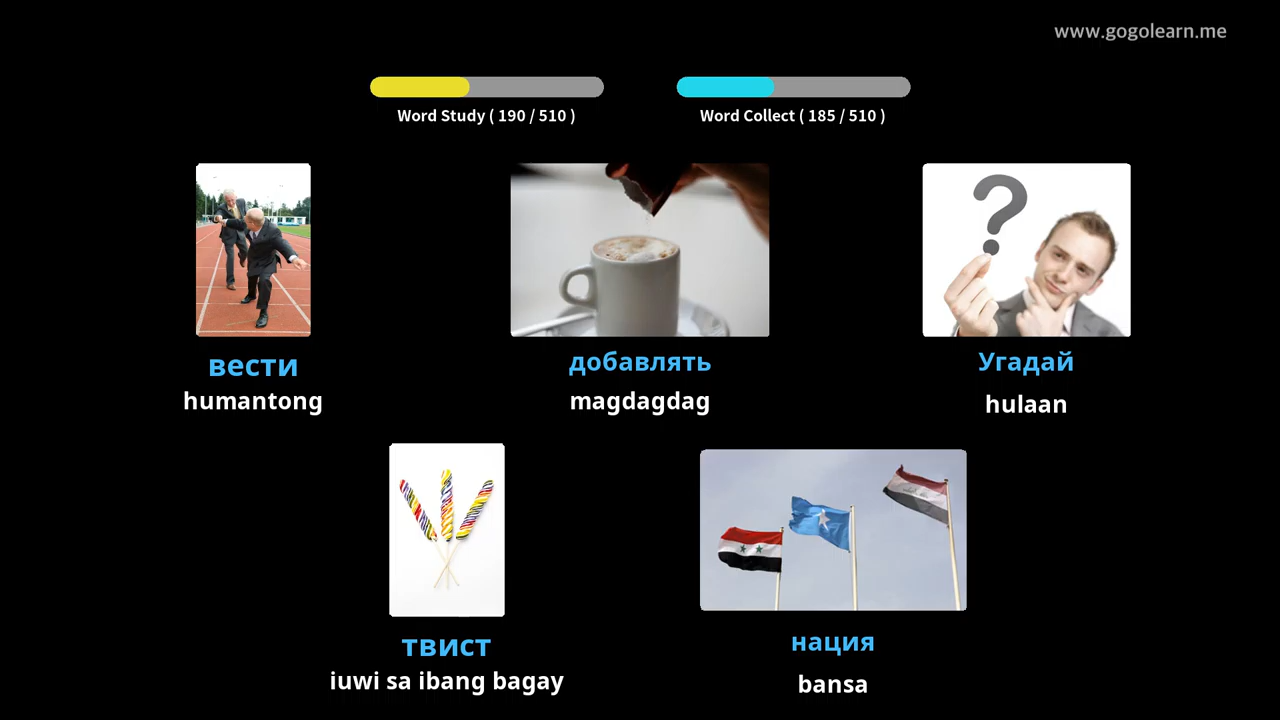 www.gogolearn.me
Word Study ( 190 / 510 )
Word Collect ( 185 / 510 )
вести
humantong
добавлять
magdagdag
Угадай
hulaan
твист
iuwi sa ibang bagay
нация
bansa